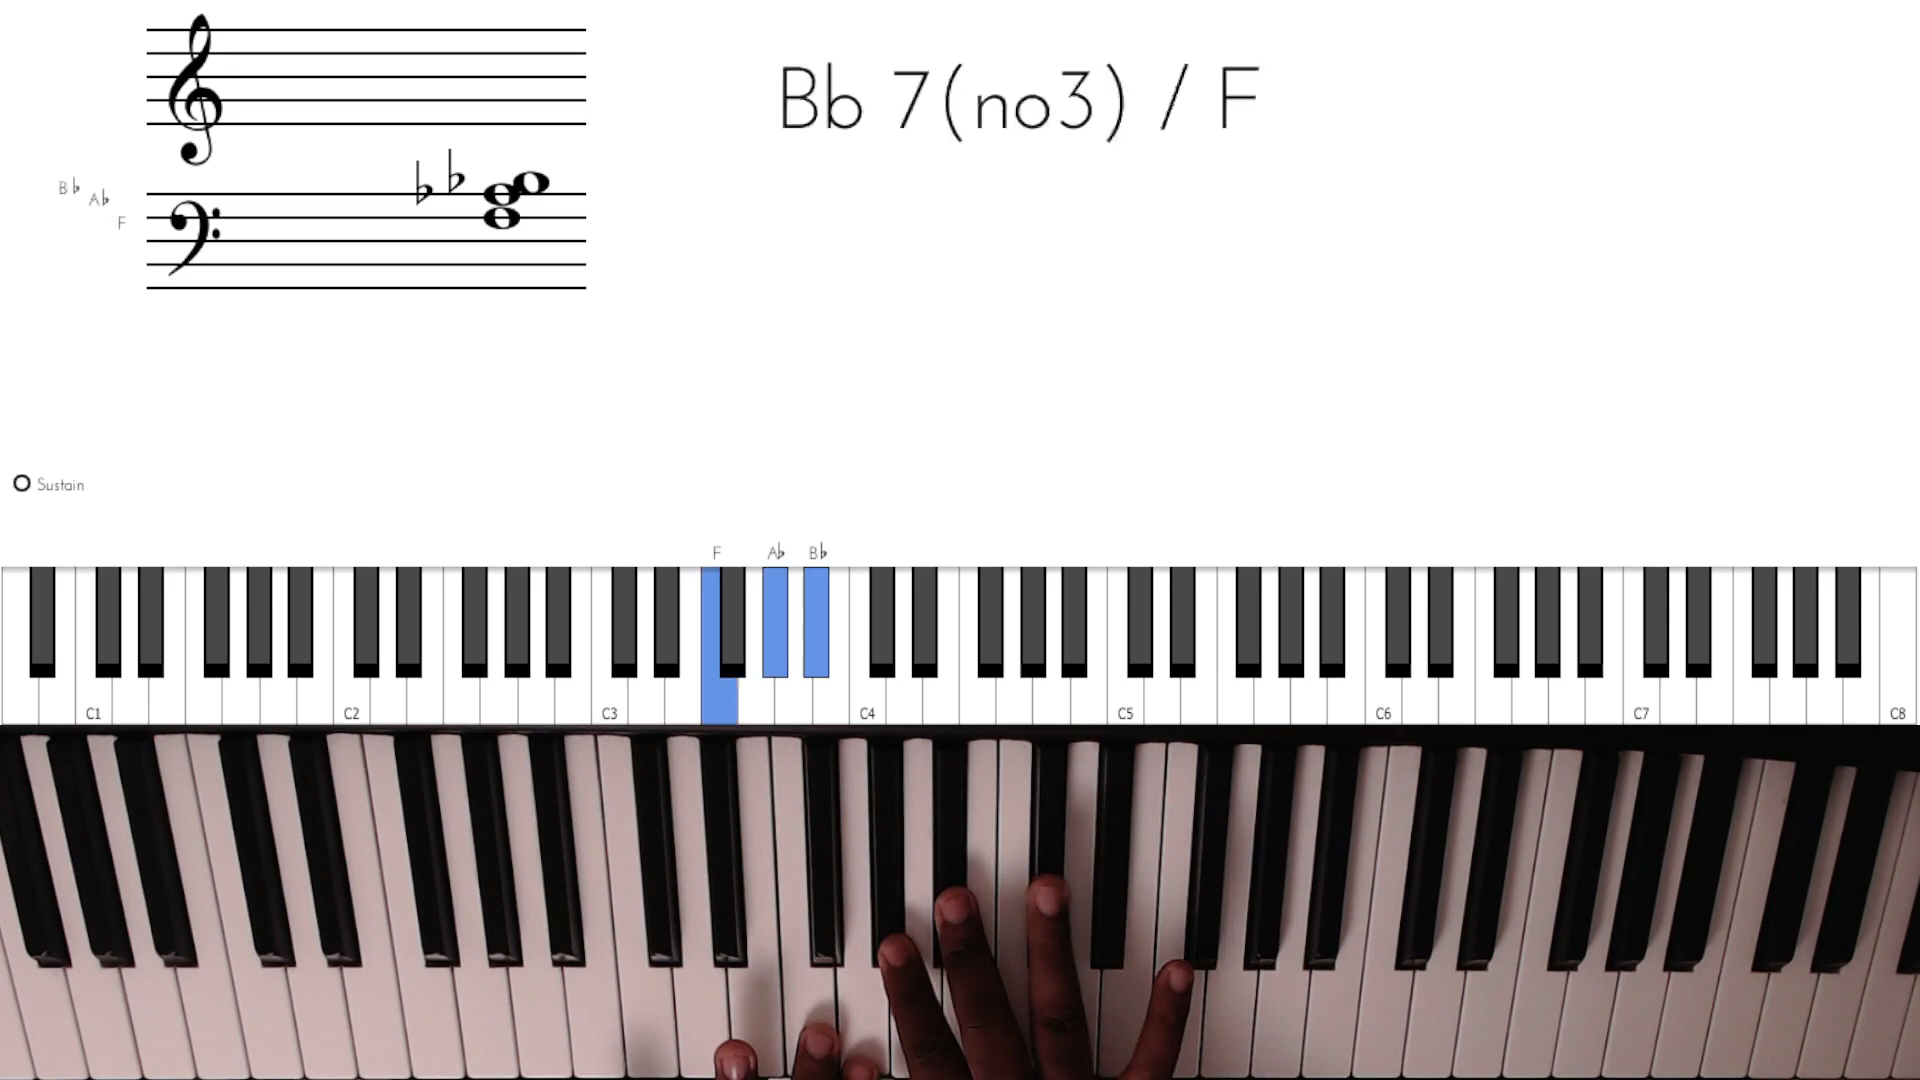 Bb 7(no3) / F
B♭
A♭
F
Sustain
F A♭ B♭
C1 C2 C3 C4 C5 C6 C7 C8